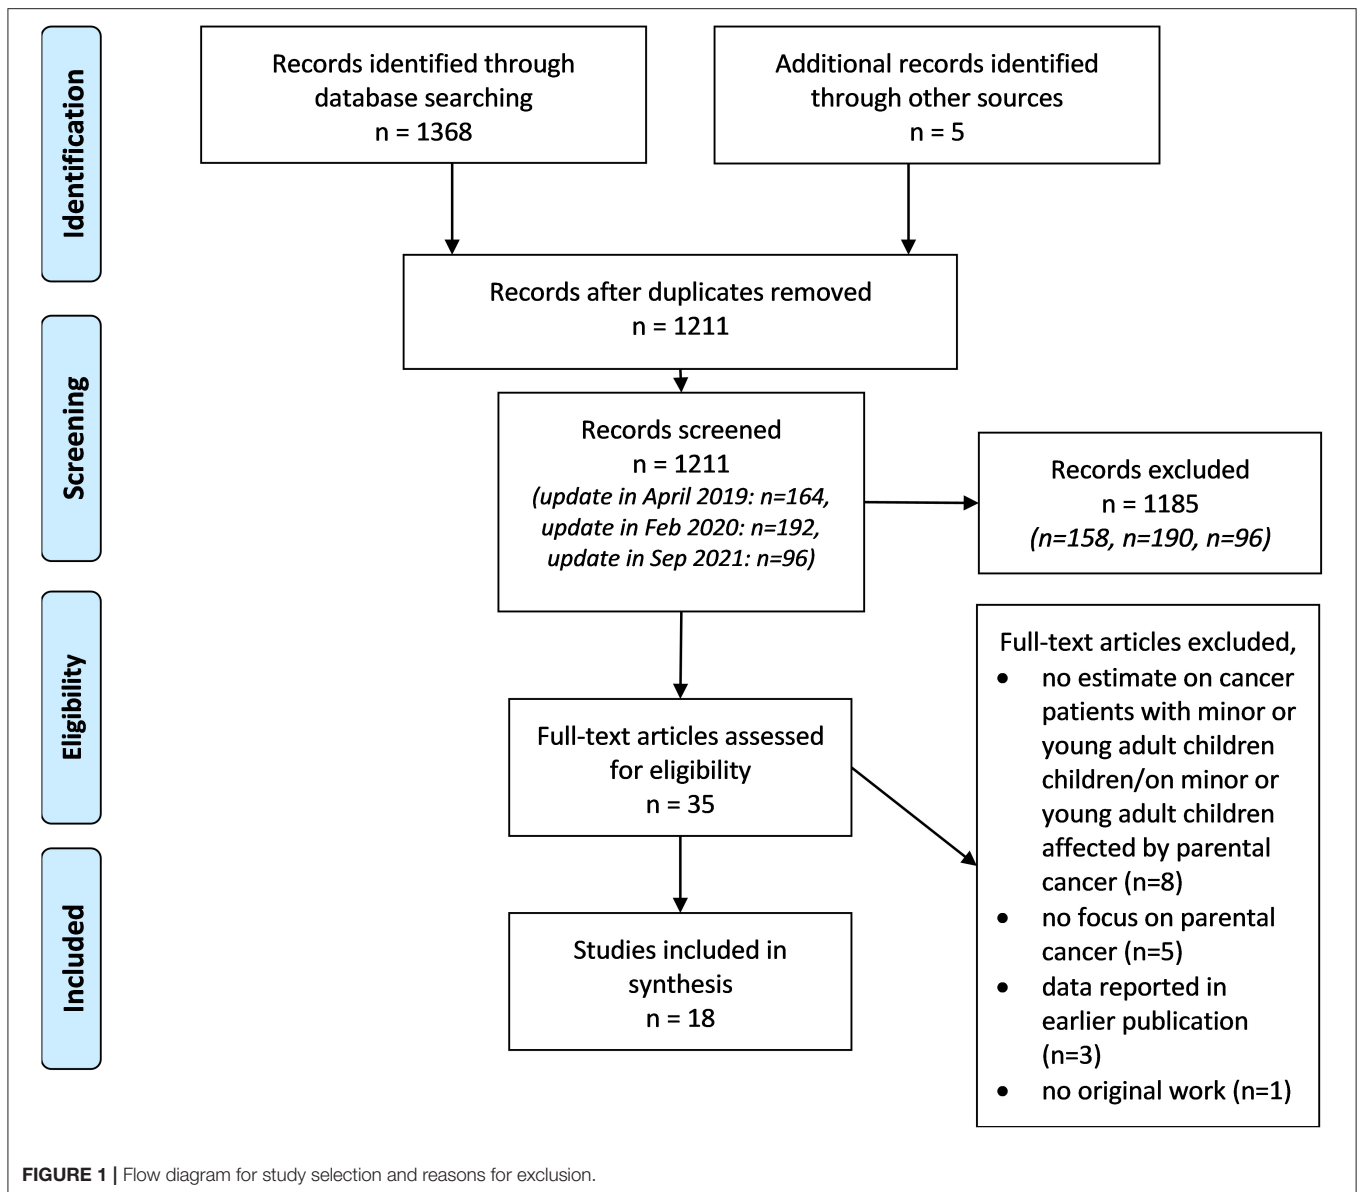 Identification
Records identified through
database searching
n = 1368
Additional records identified
through other sources
n = 5
Records after duplicates removed
n = 1211
Screening
Records screened
n = 1211
(update in April 2019: n=164,
update in Feb 2020: n=192,
update in Sep 2021: n=96)
Records excluded
n = 1185
(n=158, n=190, n=96)
Eligibility
Full-text articles assessed
for eligibility
n = 35
Full-text articles excluded,
• no estimate on cancer
patients with minor or
young adult children
children/on minor or
young adult children
affected by parental
cancer (n=8)
• no focus on parental
cancer (n=5)
• data reported in
earlier publication
(n=3)
• no original work (n=1)
Included
Studies included in
synthesis
n = 18
FIGURE 1 | Flow diagram for study selection and reasons for exclusion.